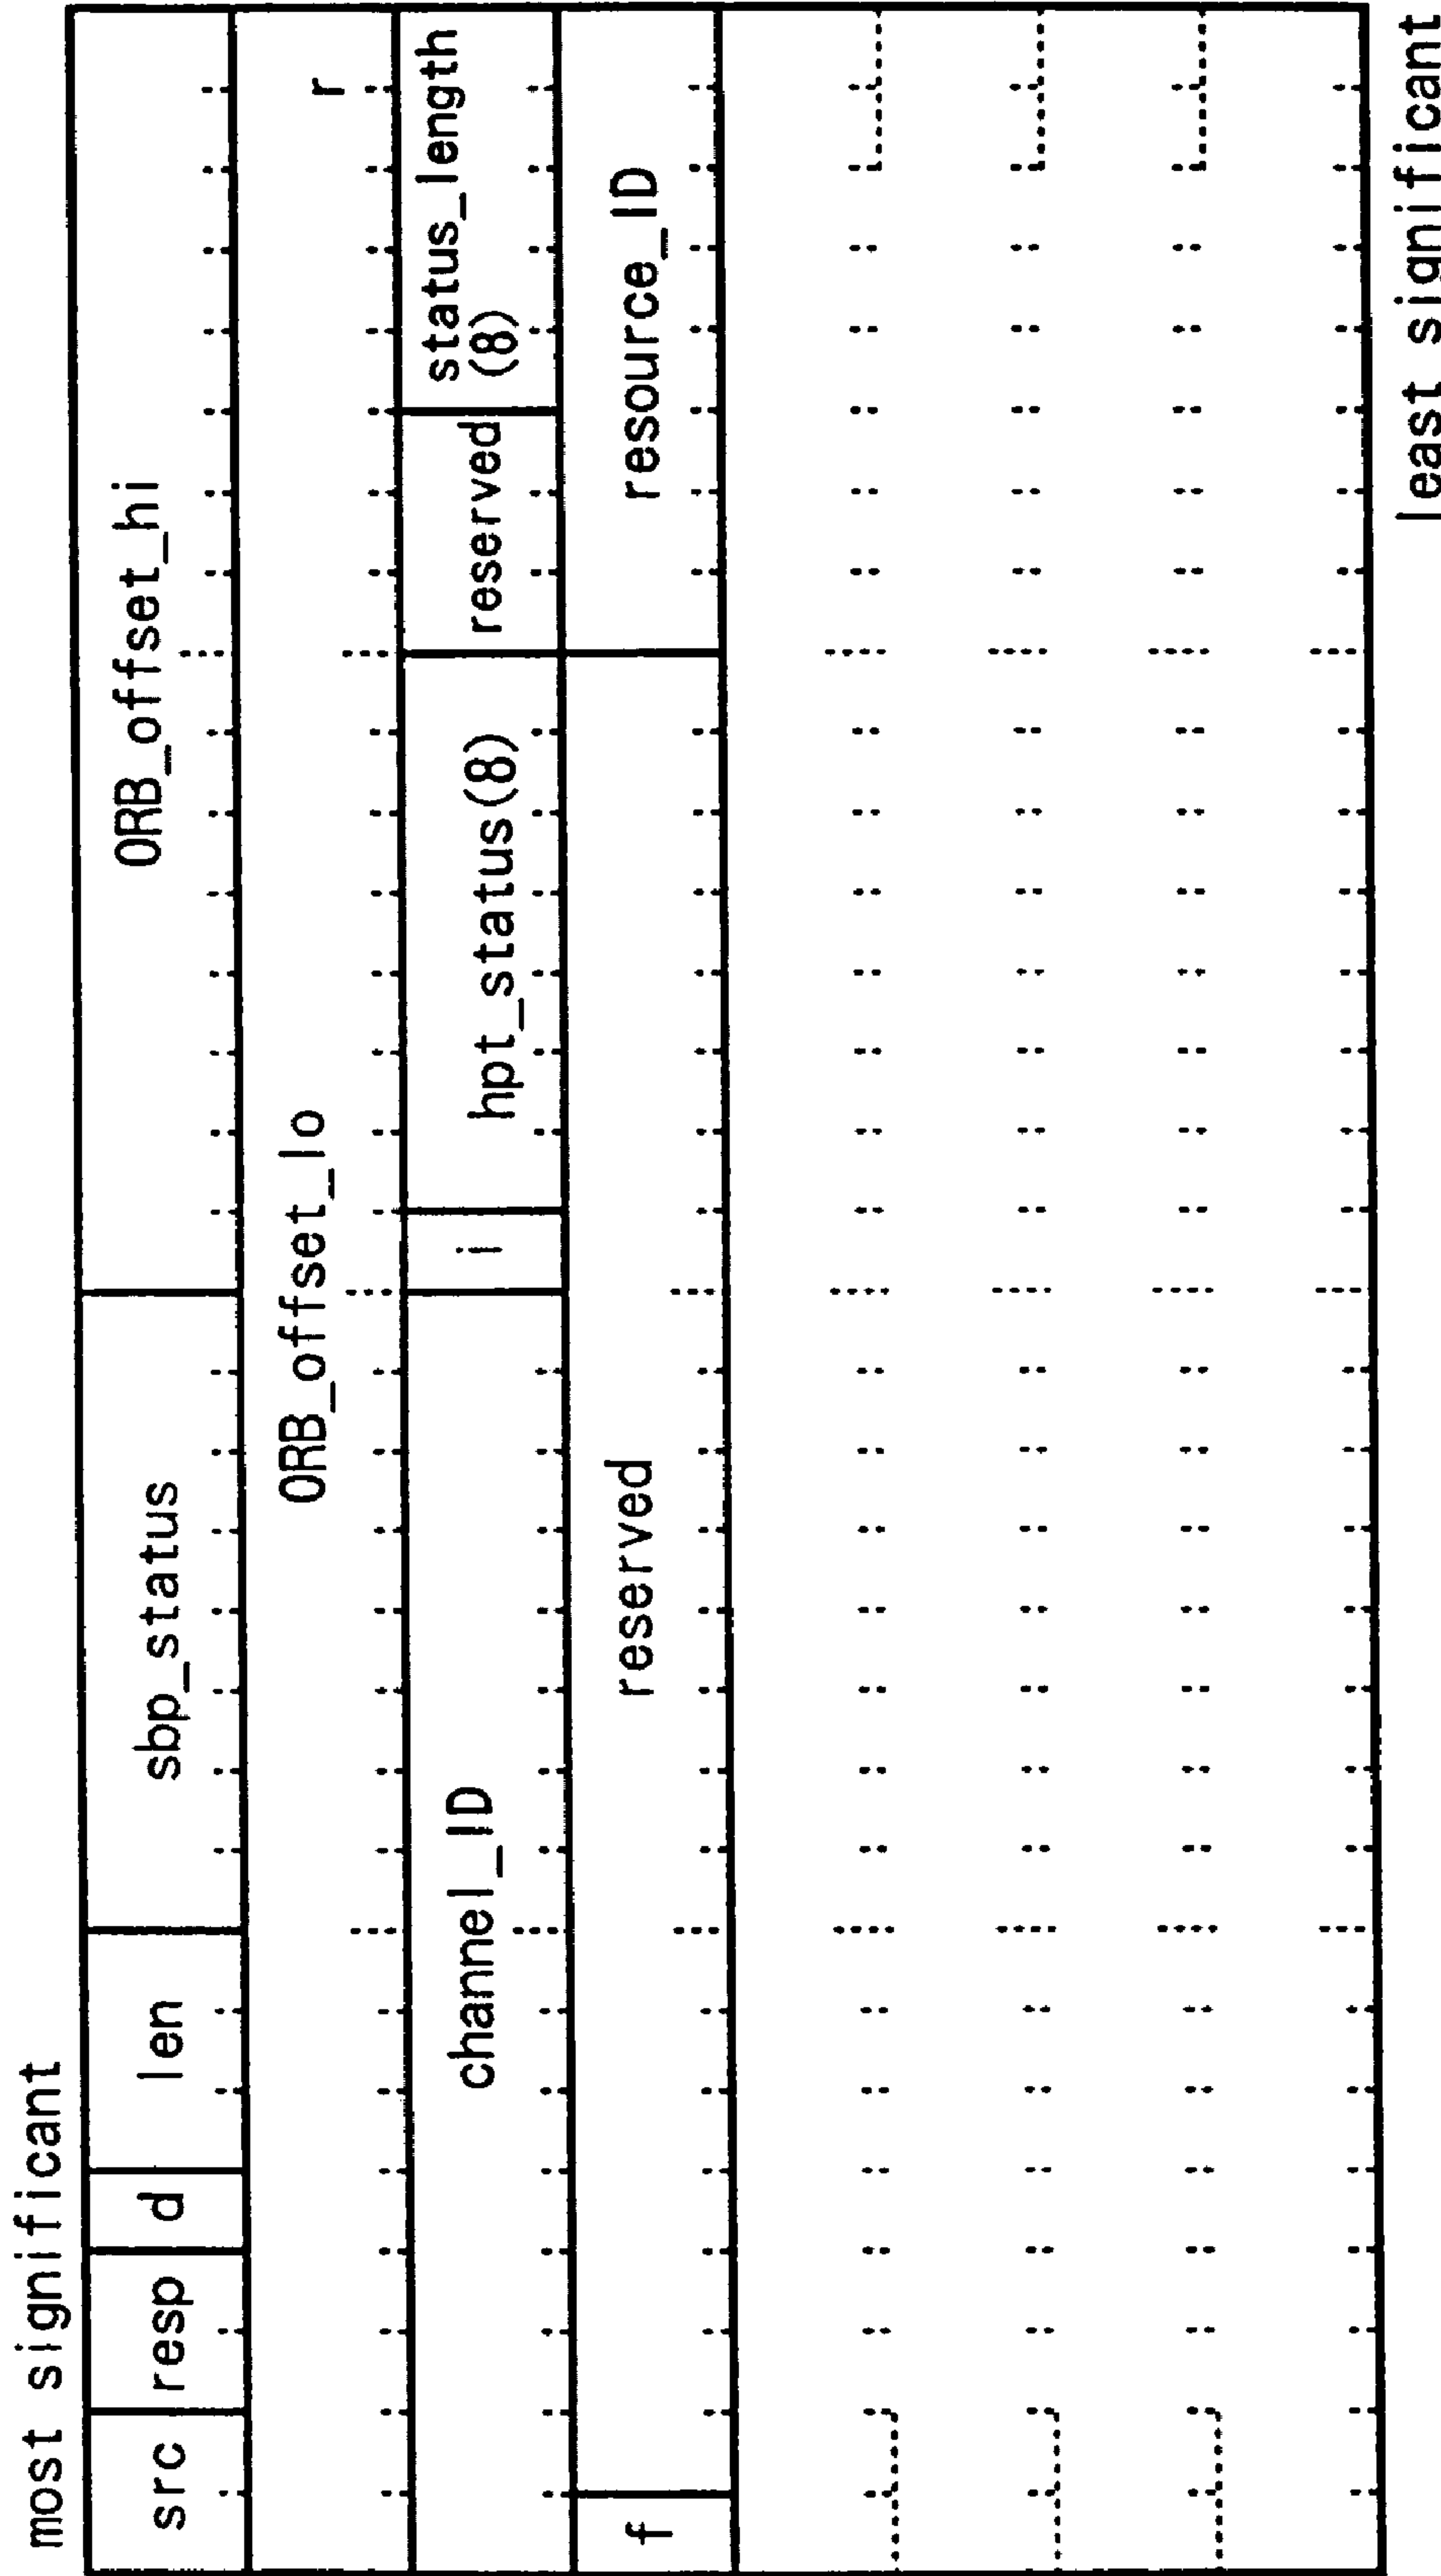 most significant
src resp d len sbp_status ORB_offset_hi
ORB_offset_lo r
channel_ID i hpt_status(8) reserved status_length
(8)
f reserved resource_ID
least significant